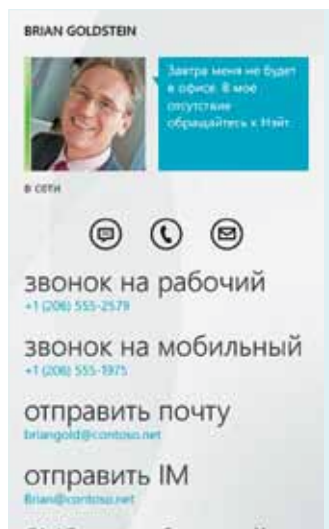 BRIAN GOLDSTEIN
Завтра меня не будет
в офисе. В мое
отсутствие
обращайтесь к Нэйт.
в сети
звонок на рабочий
+1 (206) 555-2579
звонок на мобильный
+1 (206) 555-1975
отправить почту
briangold@contoso.net
отправить IM
Brian@contoso.net